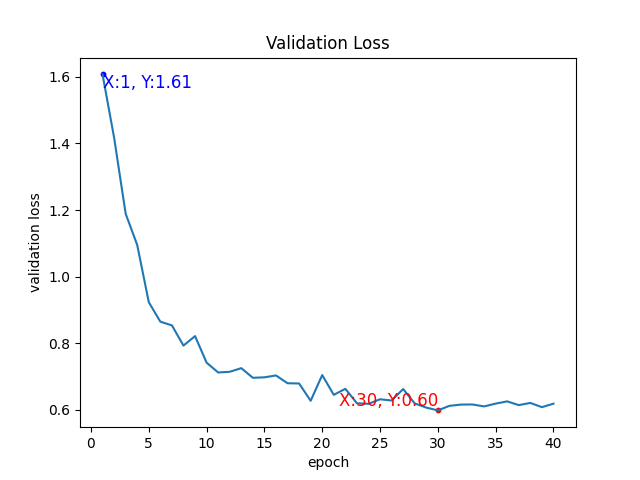 Validation Loss
1.6
X:1, Y:1.61
1.4
1.2
validation loss
1.0
0.8
X:30, Y:0.60
0.6
0 5 10 15 20 25 30 35 40
epoch